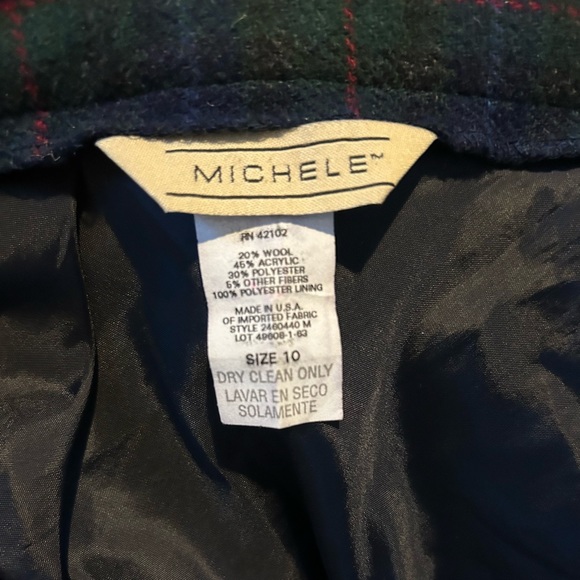 MICHELE™
RN 42102
20% WOOL
45% ACRYLIC
30% POLYESTER
5% OTHER FIBERS
100% POLYESTER LINING
MADE IN U.S.A.
OF IMPORTED FABRIC
STYLE 2460440 M
LOT 49608-1-63
SIZE 10
DRY CLEAN ONLY
LAVAR EN SECO
SOLAMENTE